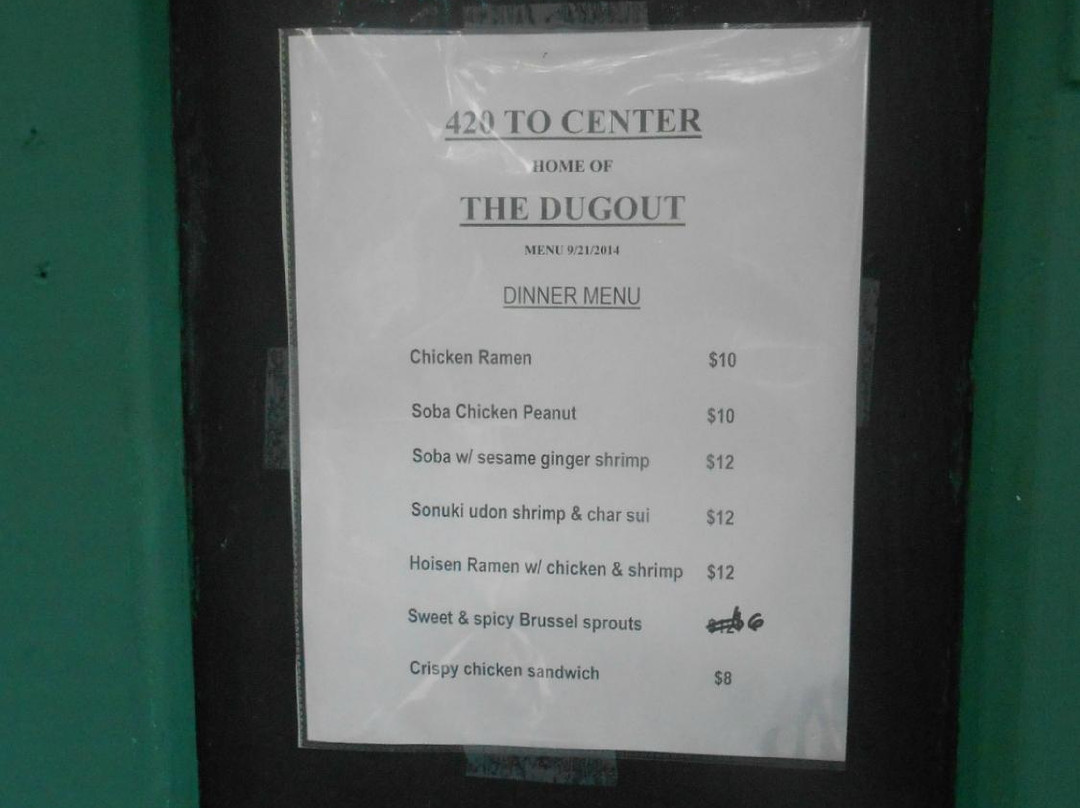 420 TO CENTER
HOME OF
THE DUGOUT
MENU 9/21/2014
DINNER MENU
Chicken Ramen $10
Soba Chicken Peanut $10
Soba w/ sesame ginger shrimp $12
Sonuki udon shrimp & char sui $12
Hoisen Ramen w/ chicken & shrimp $12
Sweet & spicy Brussel sprouts $6
Crispy chicken sandwich $8